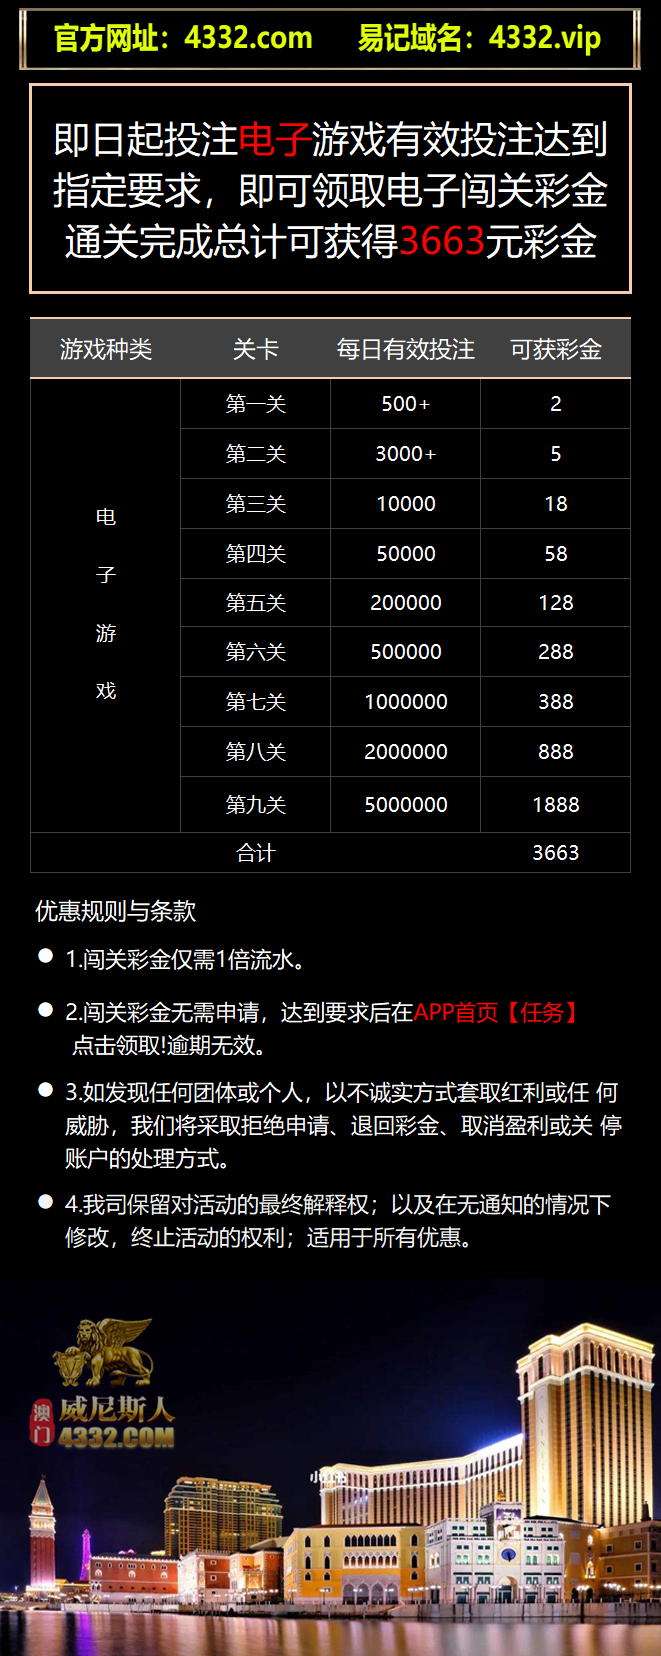 官方网址：4332.com 易记域名：4332.vip
即日起投注电子游戏有效投注达到
指定要求，即可领取电子闯关彩金
通关完成总计可获得3663元彩金
游戏种类 关卡 每日有效投注 可获彩金
电子游戏
第一关 500+ 2
第二关 3000+ 5
第三关 10000 18
第四关 50000 58
第五关 200000 128
第六关 500000 288
第七关 1000000 388
第八关 2000000 888
第九关 5000000 1888
合计 3663
优惠规则与条款
1.闯关彩金仅需1倍流水。
2.闯关彩金无需申请，达到要求后在APP首页【任务】
点击领取!逾期无效。
3.如发现任何团体或个人，以不诚实方式套取红利或任 何
威胁，我们将采取拒绝申请、退回彩金、取消盈利或关 停
账户的处理方式。
4.我司保留对活动的最终解释权；以及在无通知的情况下
修改，终止活动的权利；适用于所有优惠。
澳门 威尼斯人
4332.COM